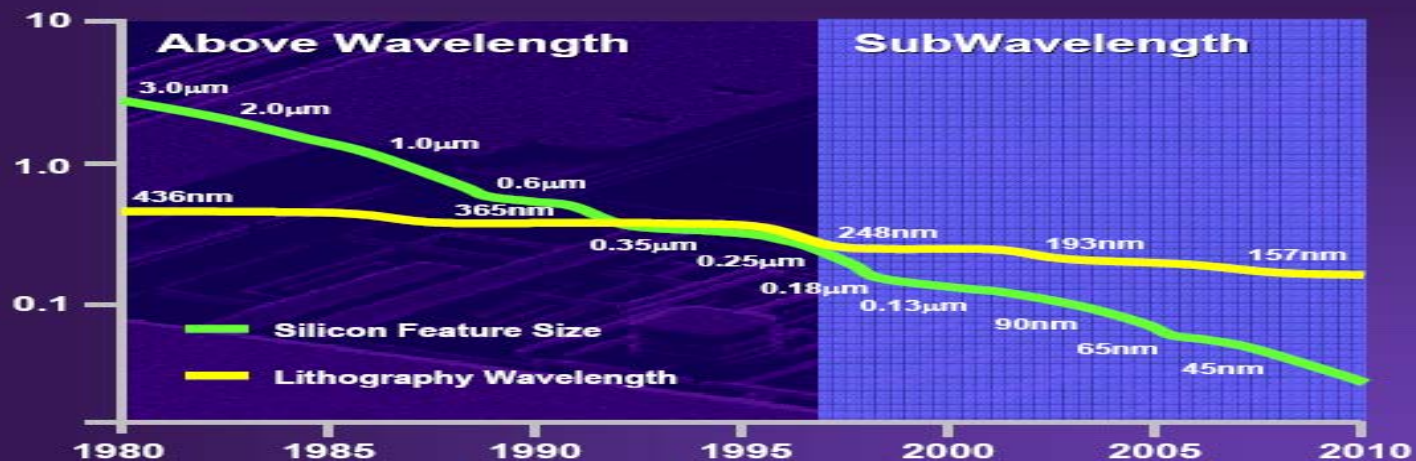 10
Above Wavelength
SubWavelength
3.0μm
2.0μm
1.0μm
1.0
0.6μm
436nm
365nm
248nm
0.35μm
193nm
0.25μm
157nm
0.18μm
0.1
0.13μm
Silicon Feature Size
90nm
65nm
45nm
Lithography Wavelength
1980 1985 1990 1995 2000 2005 2010